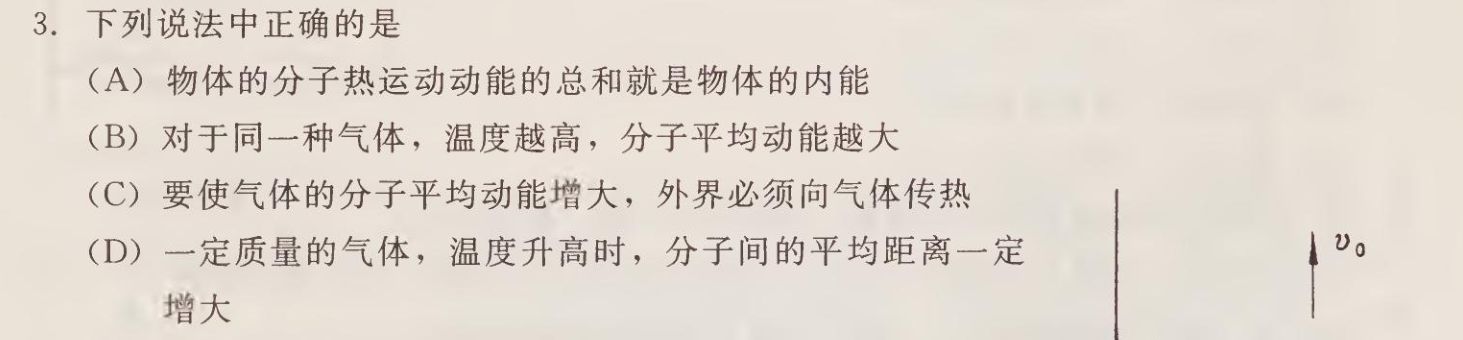 3. 下列说法中正确的是
(A) 物体的分子热运动动能的总和就是物体的内能
(B) 对于同一种气体，温度越高，分子平均动能越大
(C) 要使气体的分子平均动能增大，外界必须向气体传热
(D) 一定质量的气体，温度升高时，分子间的平均距离一定
增大
υ₀